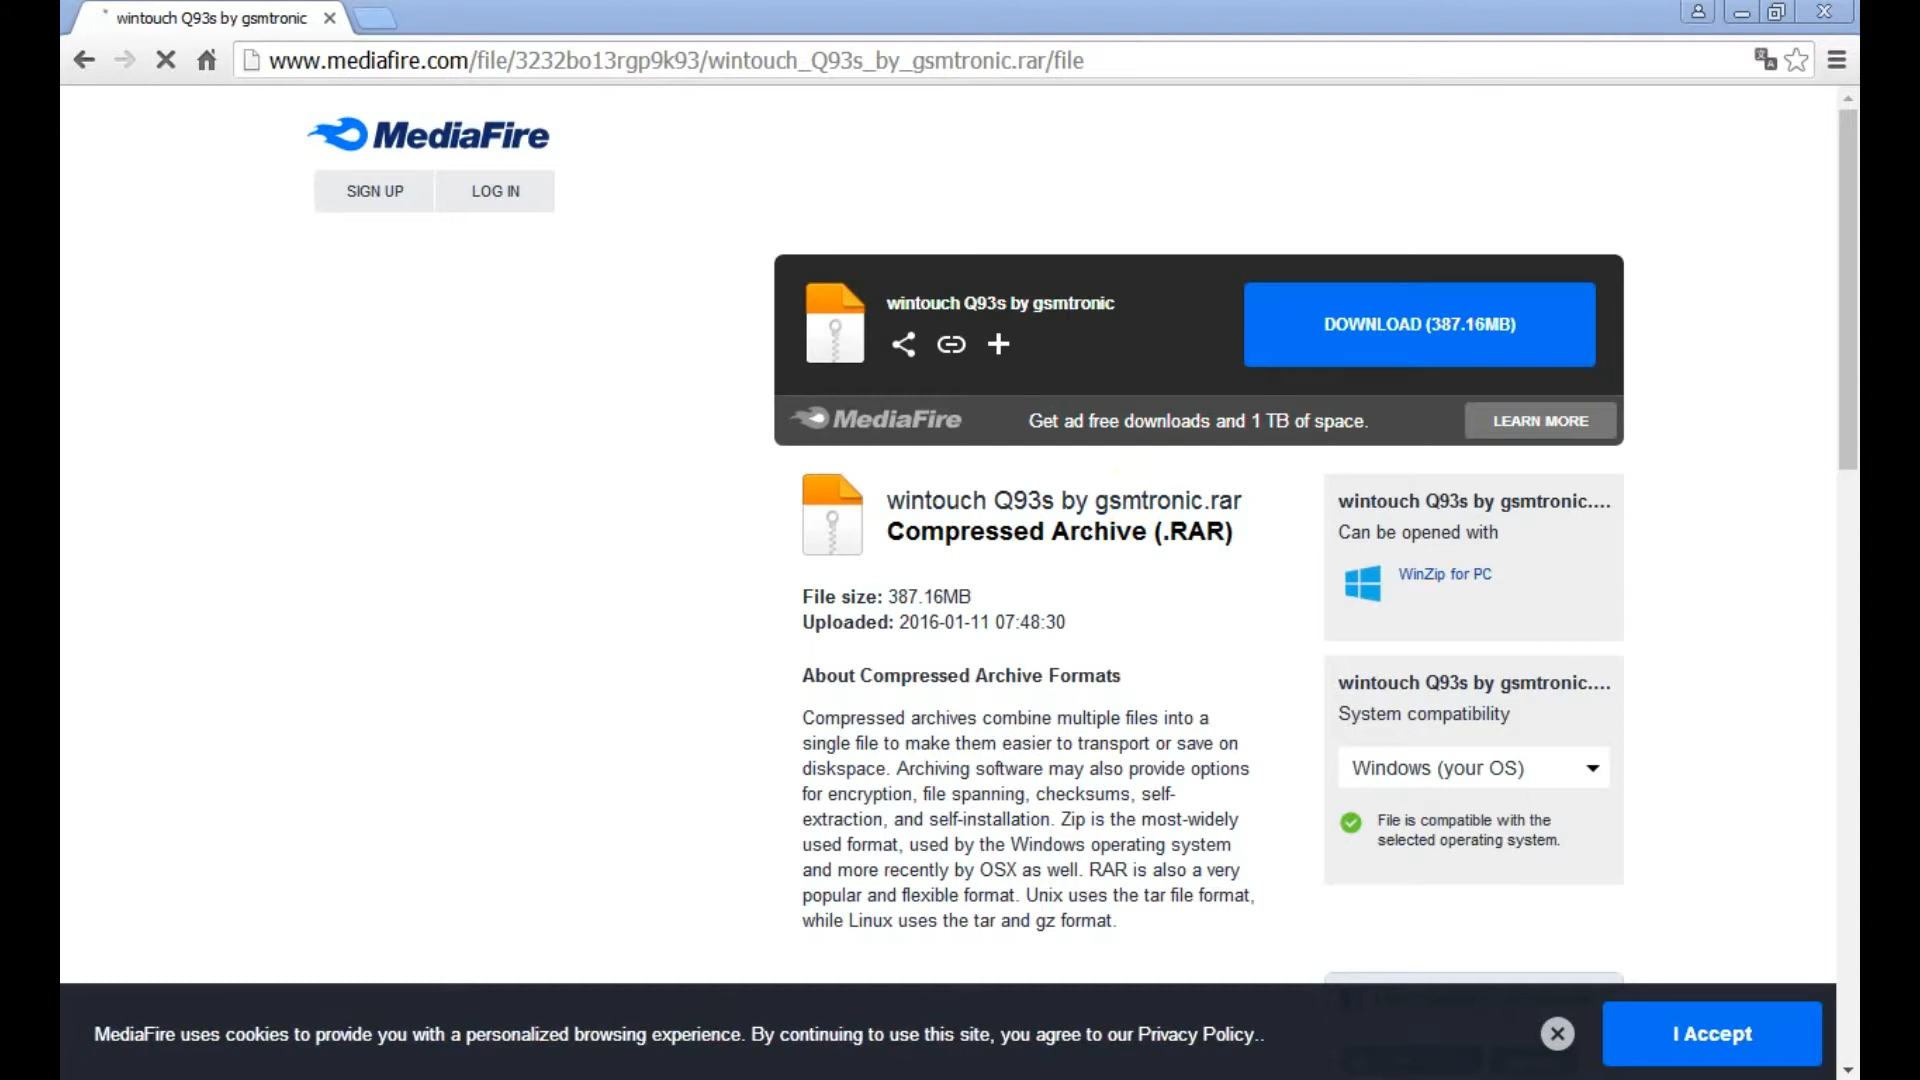 wintouch Q93s by gsmtronic
www.mediafire.com/file/3232bo13rgp9k93/wintouch_Q93s_by_gsmtronic.rar/file
MediaFire
SIGN UP
LOG IN
wintouch Q93s by gsmtronic
DOWNLOAD (387.16MB)
MediaFire
Get ad free downloads and 1 TB of space.
LEARN MORE
wintouch Q93s by gsmtronic.rar
Compressed Archive (.RAR)
File size: 387.16MB
Uploaded: 2016-01-11 07:48:30
About Compressed Archive Formats
Compressed archives combine multiple files into a
single file to make them easier to transport or save on
diskspace. Archiving software may also provide options
for encryption, file spanning, checksums, self-
extraction, and self-installation. Zip is the most-widely
used format, used by the Windows operating system
and more recently by OSX as well. RAR is also a very
popular and flexible format. Unix uses the tar file format,
while Linux uses the tar and gz format.
wintouch Q93s by gsmtronic....
Can be opened with
WinZip for PC
wintouch Q93s by gsmtronic....
System compatibility
Windows (your OS)
File is compatible with the
selected operating system.
MediaFire uses cookies to provide you with a personalized browsing experience. By continuing to use this site, you agree to our Privacy Policy..
I Accept